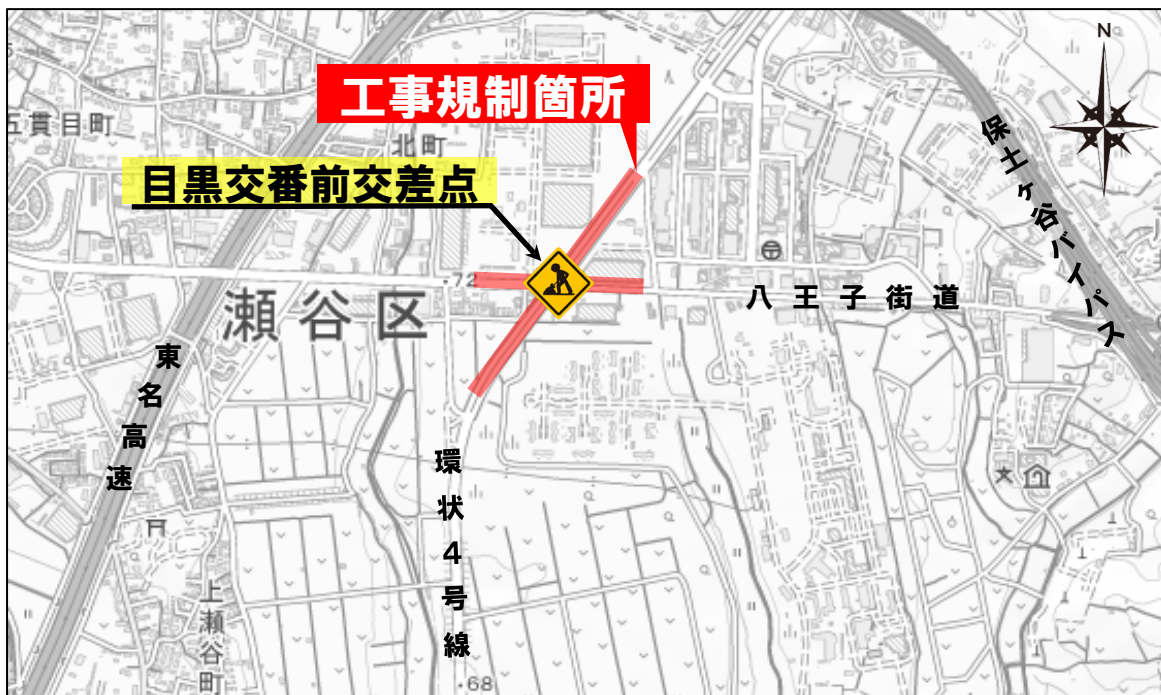 N
工事規制箇所
五貫目町
北町
目黒交番前交差点
保土ヶ谷バイパス
・72
八王子街道
瀬谷区
東名高速
環状４号線
上瀬谷町
・68